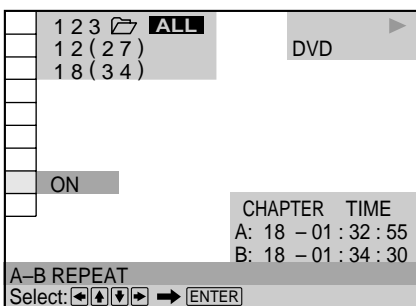 1 2 3 ALL
1 2 ( 2 7 )
1 8 ( 3 4 )
DVD
ON
CHAPTER TIME
A: 18 – 01 : 32 : 55
B: 18 – 01 : 34 : 30
A–B REPEAT
Select: ENTER